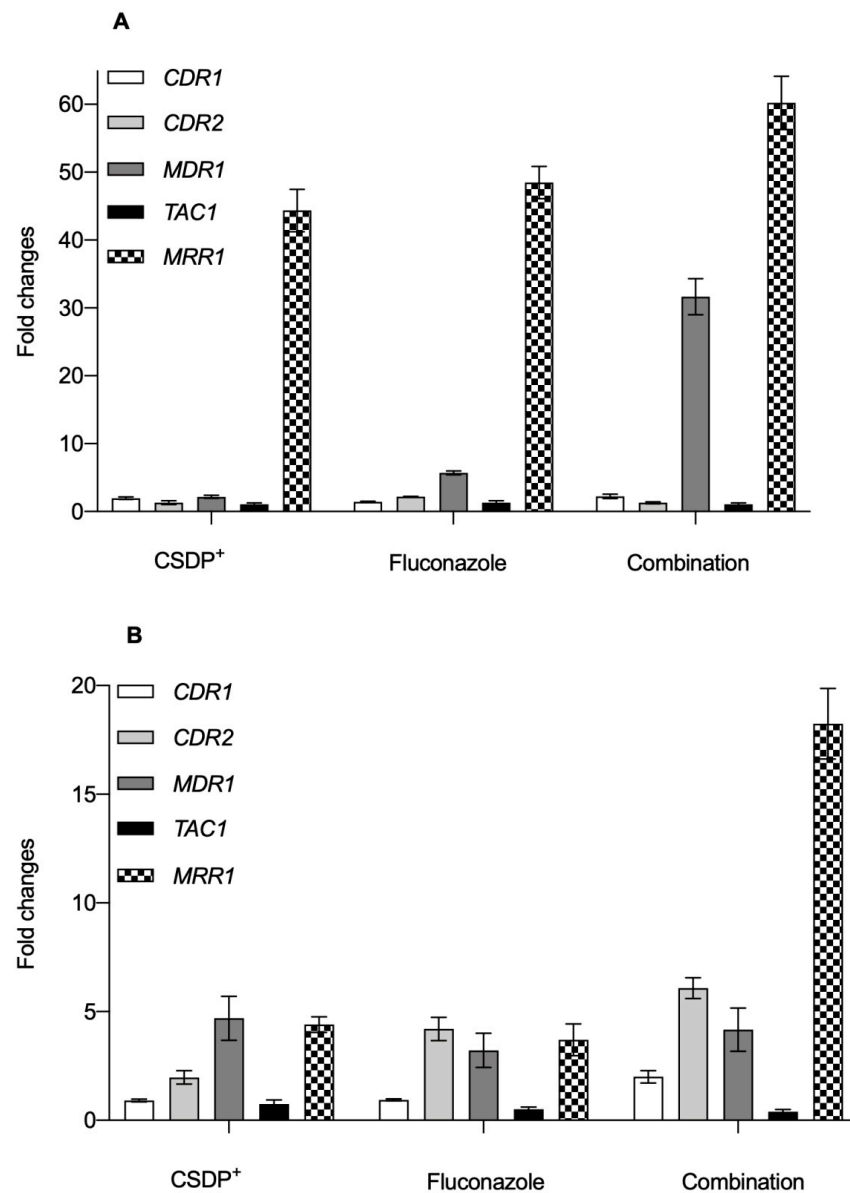 A
CDR1
CDR2
MDR1
TAC1
MRR1
Fold changes
60
50
40
30
20
10
0
CSDP⁺ Fluconazole Combination
B
CDR1
CDR2
MDR1
TAC1
MRR1
Fold changes
20
15
10
5
0
CSDP⁺ Fluconazole Combination